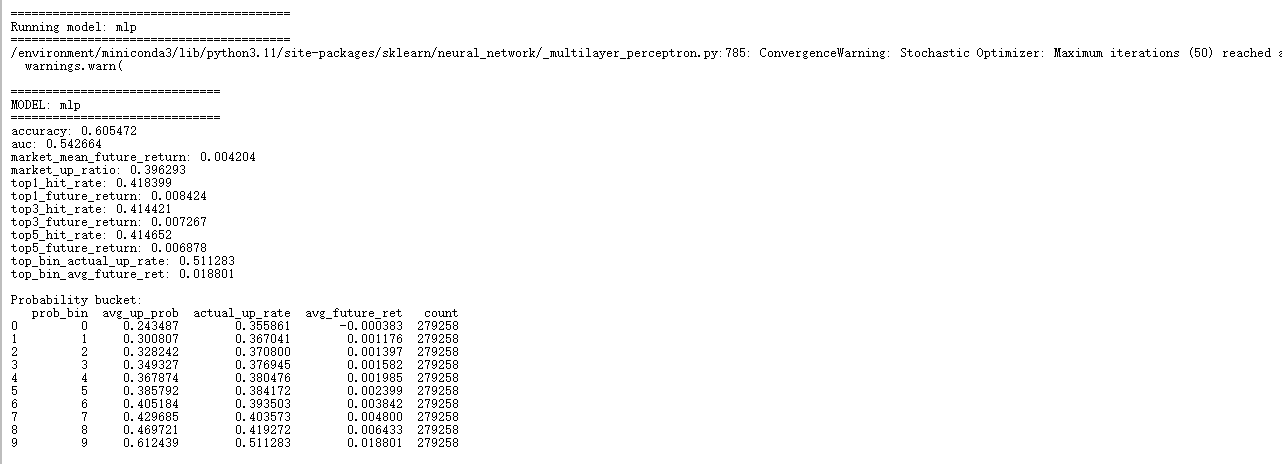 ========================================
Running model: mlp
========================================
/environment/miniconda3/lib/python3.11/site-packages/sklearn/neural_network/_multilayer_perceptron.py:785: ConvergenceWarning: Stochastic Optimizer: Maximum iterations (50) reached a
  warnings.warn(
==============================
MODEL: mlp
==============================
accuracy: 0.605472
auc: 0.542664
market_mean_future_return: 0.004204
market_up_ratio: 0.396293
top1_hit_rate: 0.418399
top1_future_return: 0.008424
top3_hit_rate: 0.414421
top3_future_return: 0.007267
top5_hit_rate: 0.414652
top5_future_return: 0.006878
top_bin_actual_up_rate: 0.511283
top_bin_avg_future_ret: 0.018801
Probability bucket:
   prob_bin  avg_up_prob  actual_up_rate  avg_future_ret   count
0         0     0.243487        0.355861       -0.000383  279258
1         1     0.300807        0.367041        0.001176  279258
2         2     0.328242        0.370800        0.001397  279258
3         3     0.349327        0.376945        0.001582  279258
4         4     0.367874        0.380476        0.001985  279258
5         5     0.385792        0.384172        0.002399  279258
6         6     0.405184        0.393503        0.003842  279258
7         7     0.429685        0.403573        0.004800  279258
8         8     0.469721        0.419272        0.006433  279258
9         9     0.612439        0.511283        0.018801  279258